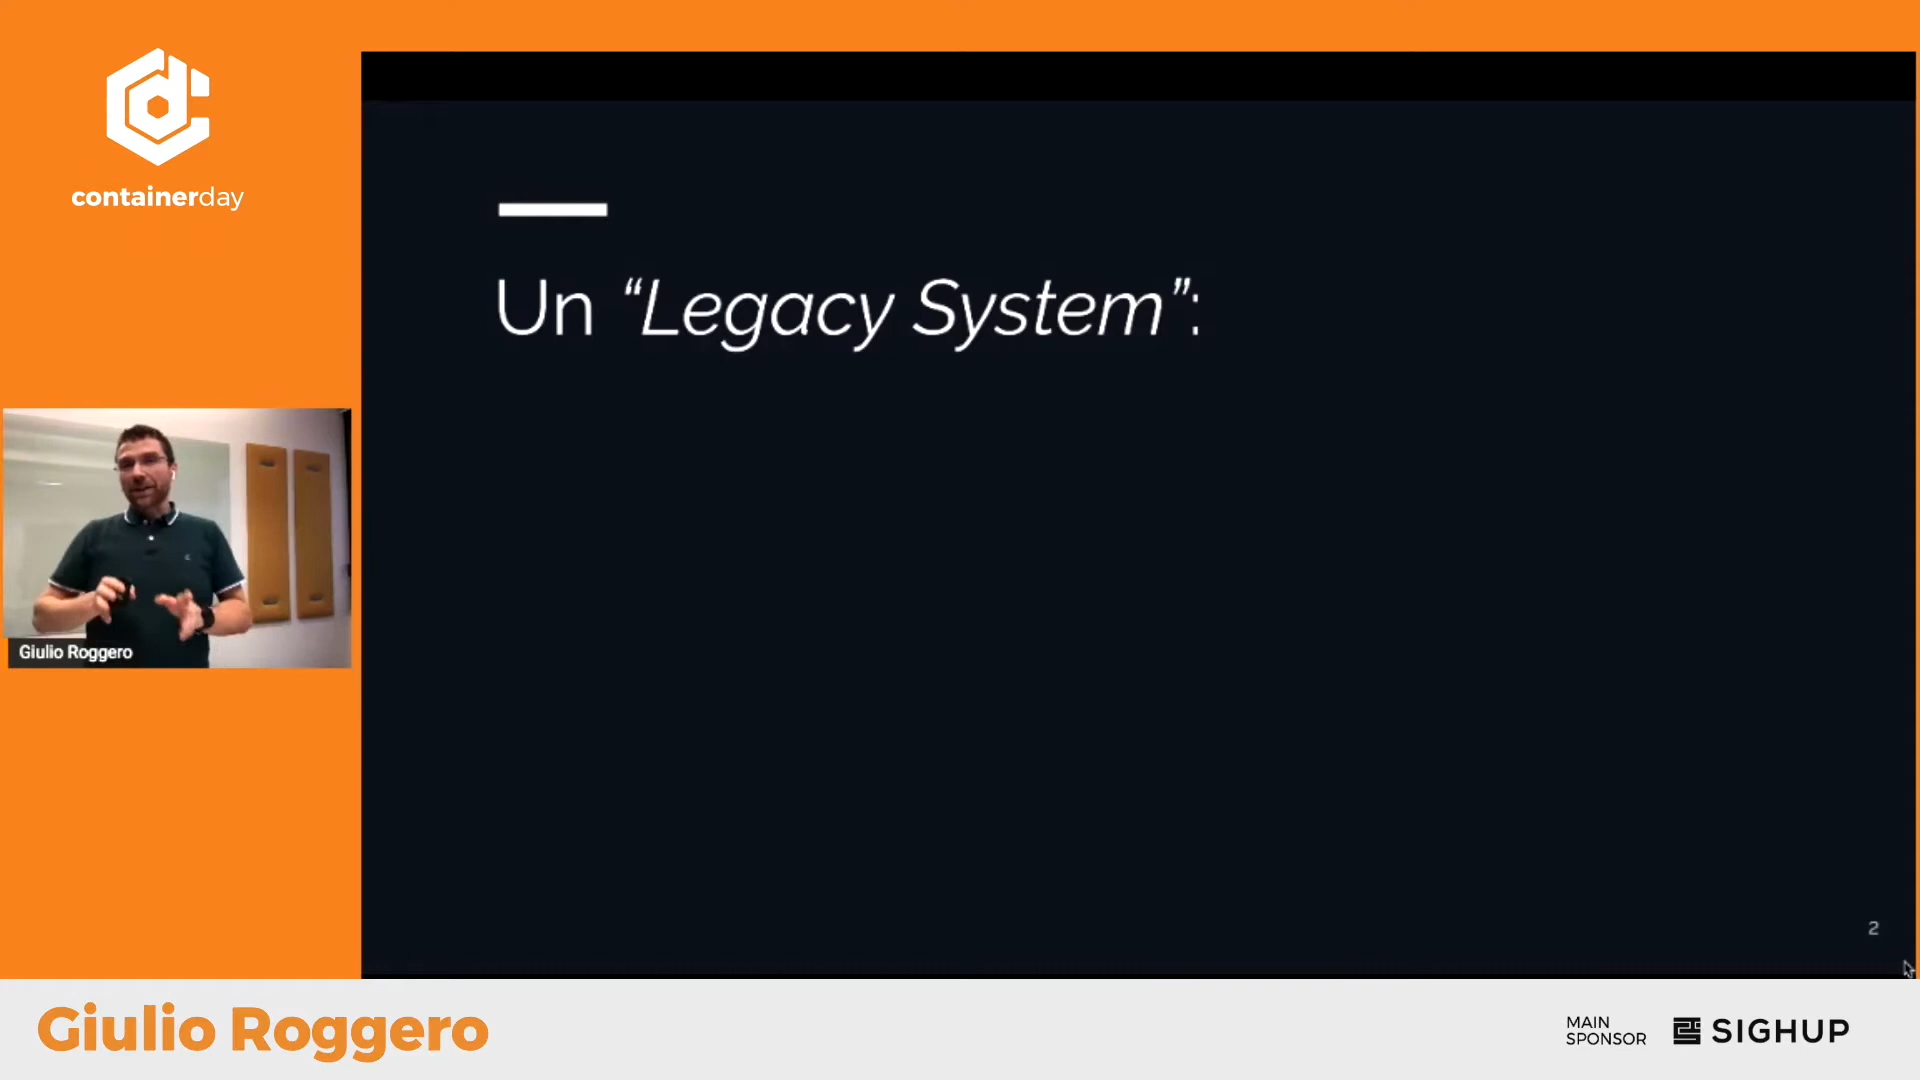 containerday
Un “Legacy System”:
Giulio Roggero
2
Giulio Roggero
MAIN
SPONSOR
SIGHUP